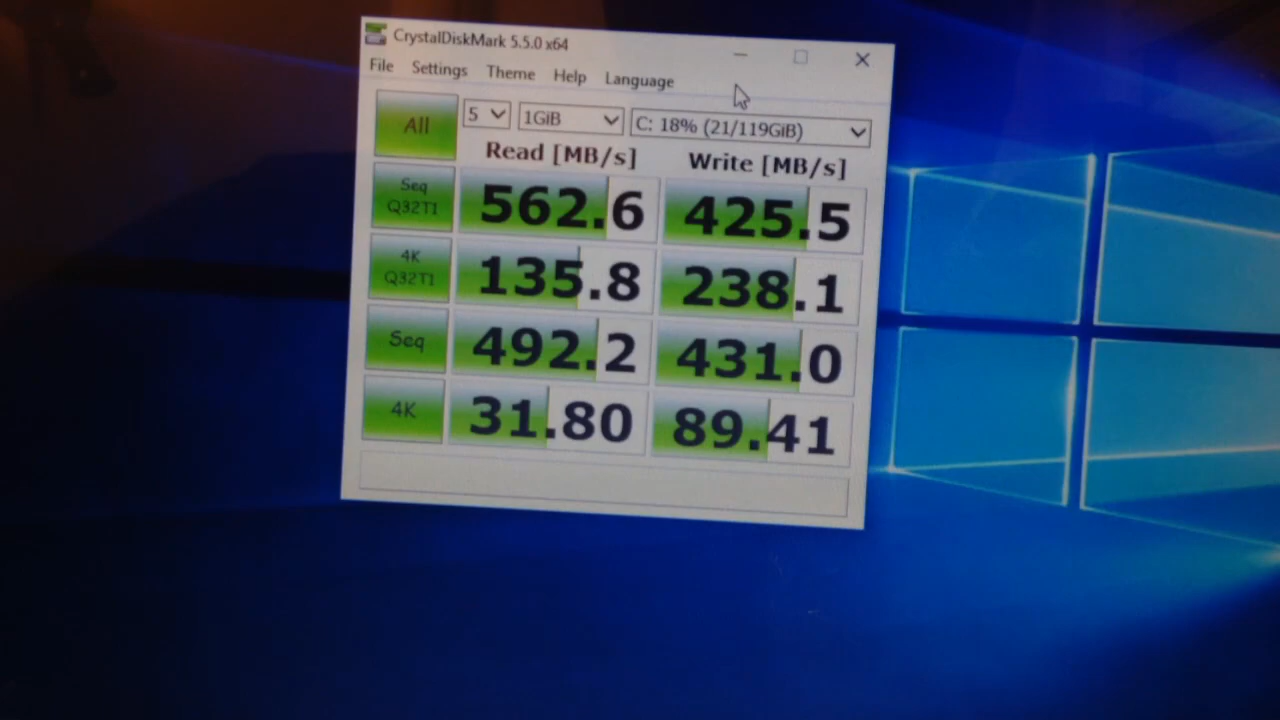 CrystalDiskMark 5.5.0 x64
File Settings Theme Help Language
All 5 1GiB C: 18% (21/119GiB)
Read [MB/s] Write [MB/s]
Seq
Q32T1 562.6 425.5
4K
Q32T1 135.8 238.1
Seq 492.2 431.0
4K 31.80 89.41